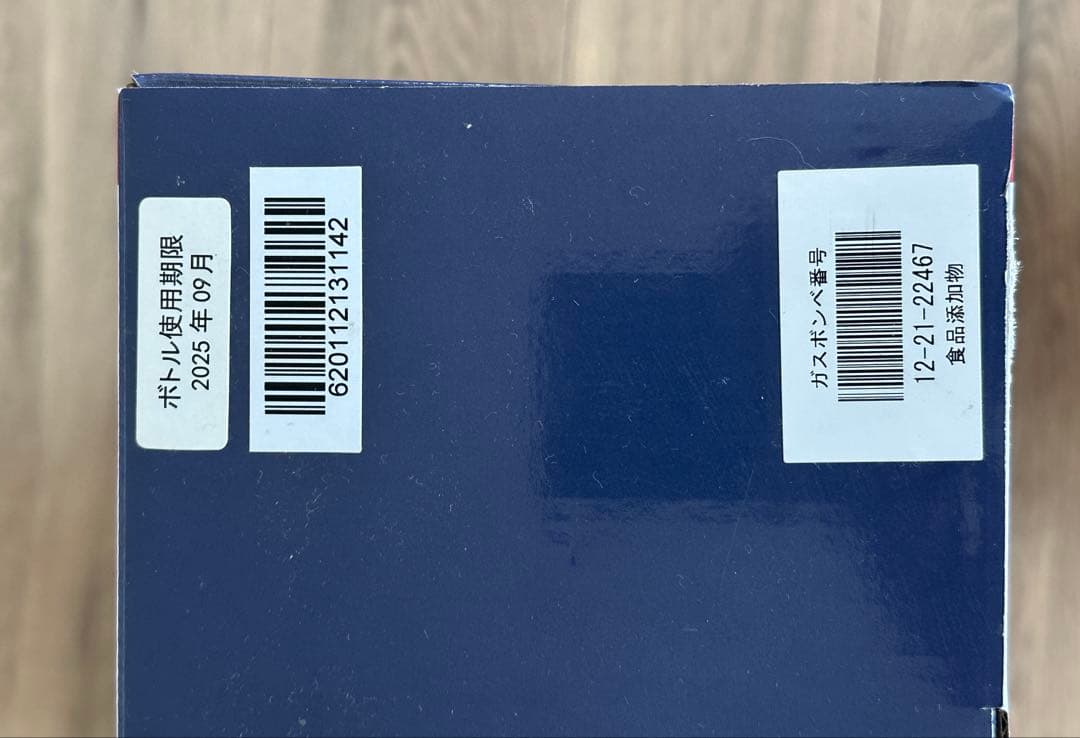 ボトル使用期限
2025 年 09 月
620112131142
ガスボンベ番号
12-21-22467
食品添加物